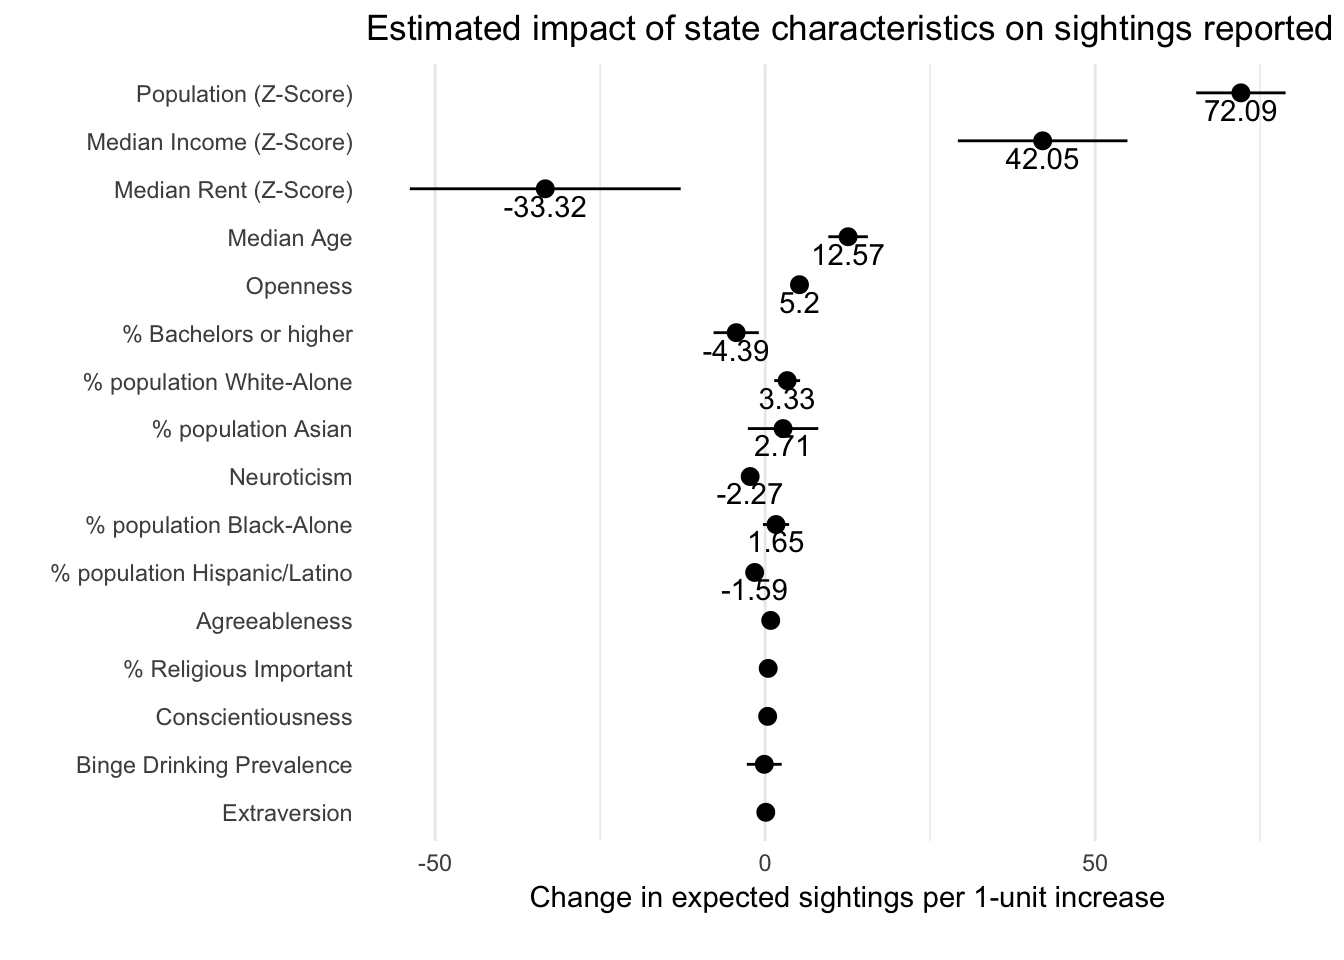 Estimated impact of state characteristics on sightings reported
Population (Z-Score)
72.09
Median Income (Z-Score)
42.05
Median Rent (Z-Score)
-33.32
Median Age
12.57
Openness
5.2
% Bachelors or higher
-4.39
% population White-Alone
3.33
% population Asian
2.71
Neuroticism
-2.27
% population Black-Alone
1.65
% population Hispanic/Latino
-1.59
Agreeableness
% Religious Important
Conscientiousness
Binge Drinking Prevalence
Extraversion
-50 0 50
Change in expected sightings per 1-unit increase